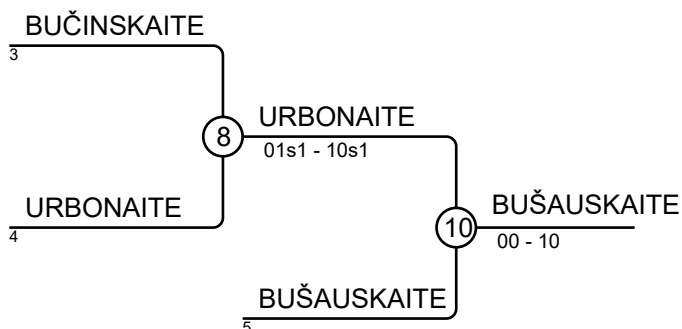 BUČINSKAITE
3
8
URBONAITE
01s1 - 10s1
URBONAITE
4
10
BUŠAUSKAITE
00 - 10
BUŠAUSKAITE
5